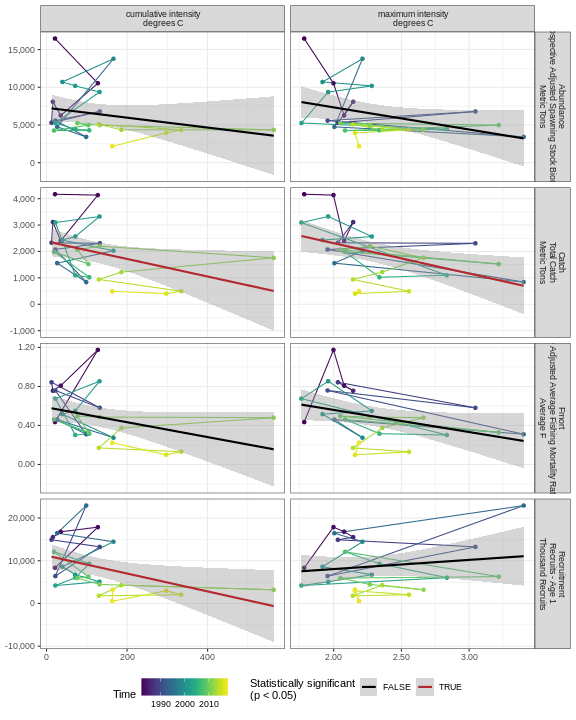 cumulative intensity
degrees C
maximum intensity
degrees C
15,000
10,000
5,000
0
Abundance
Adjusted Spawning Stock
Metric Tons
4,000
3,000
2,000
1,000
0
-1,000
Catch
Total Catch
Metric Tons
1.20
0.80
0.40
0.00
Fmort
Adjusted Average Fishing Mortality
Average F
20,000
10,000
0
-10,000
Recruitment
Recruits - Age 1
Thousand Recruits
0
200
400
2.00
2.50
3.00
Time
1990 2000 2010
Statistically significant
(p < 0.05)
FALSE
TRUE